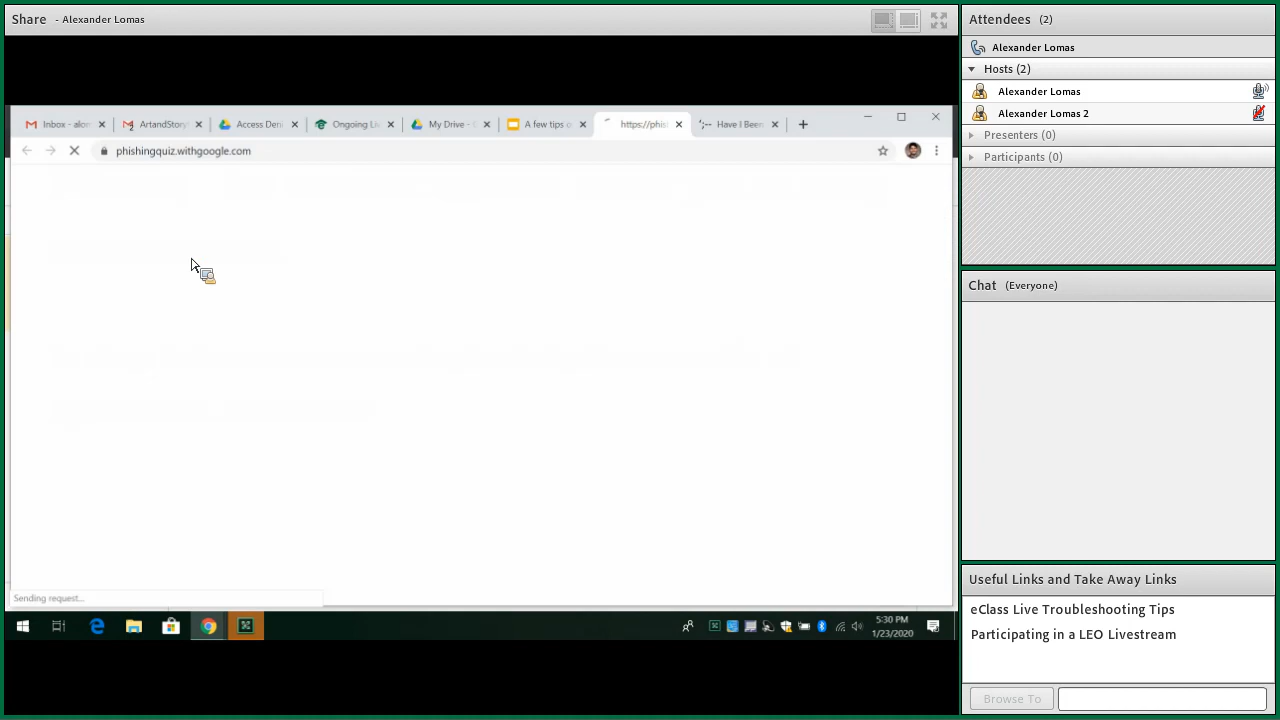 Share - Alexander Lomas
Inbox - alon
ArtandStory
Access Deni
Ongoing Li
My Drive -
A few tips o
https://phis
Have I Been
phishingquiz.withgoogle.com
Sending request...
5:30 PM
1/23/2020
Attendees (2)
Alexander Lomas
Hosts (2)
Alexander Lomas
Alexander Lomas 2
Presenters (0)
Participants (0)
Chat (Everyone)
Useful Links and Take Away Links
eClass Live Troubleshooting Tips
Participating in a LEO Livestream
Browse To